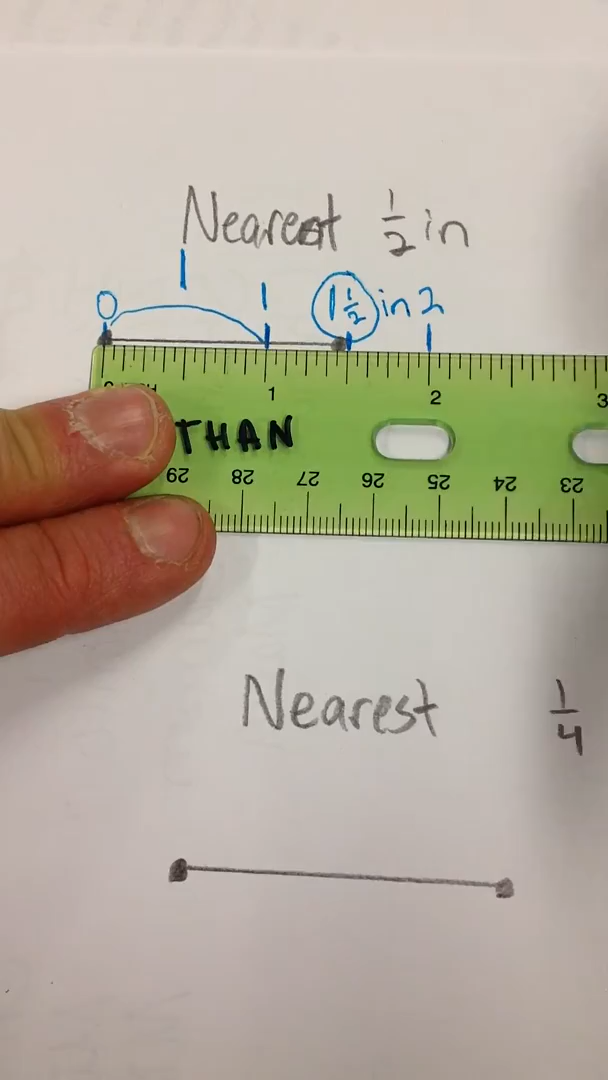 Nearest 1/2 in
0 1 1 1/2 in 2
1 2 3
THAN
29 28 27 26 25 24 23
Nearest 1/4